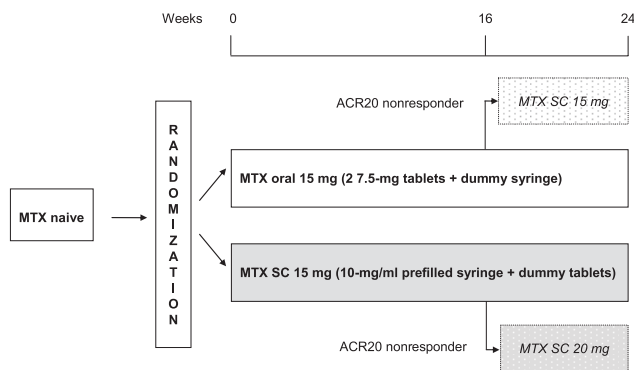 Weeks 0 16 24
ACR20 nonresponder
MTX SC 15 mg
RANDOMIZATION
MTX oral 15 mg (2 7.5-mg tablets + dummy syringe)
MTX naive
MTX SC 15 mg (10-mg/ml prefilled syringe + dummy tablets)
ACR20 nonresponder
MTX SC 20 mg